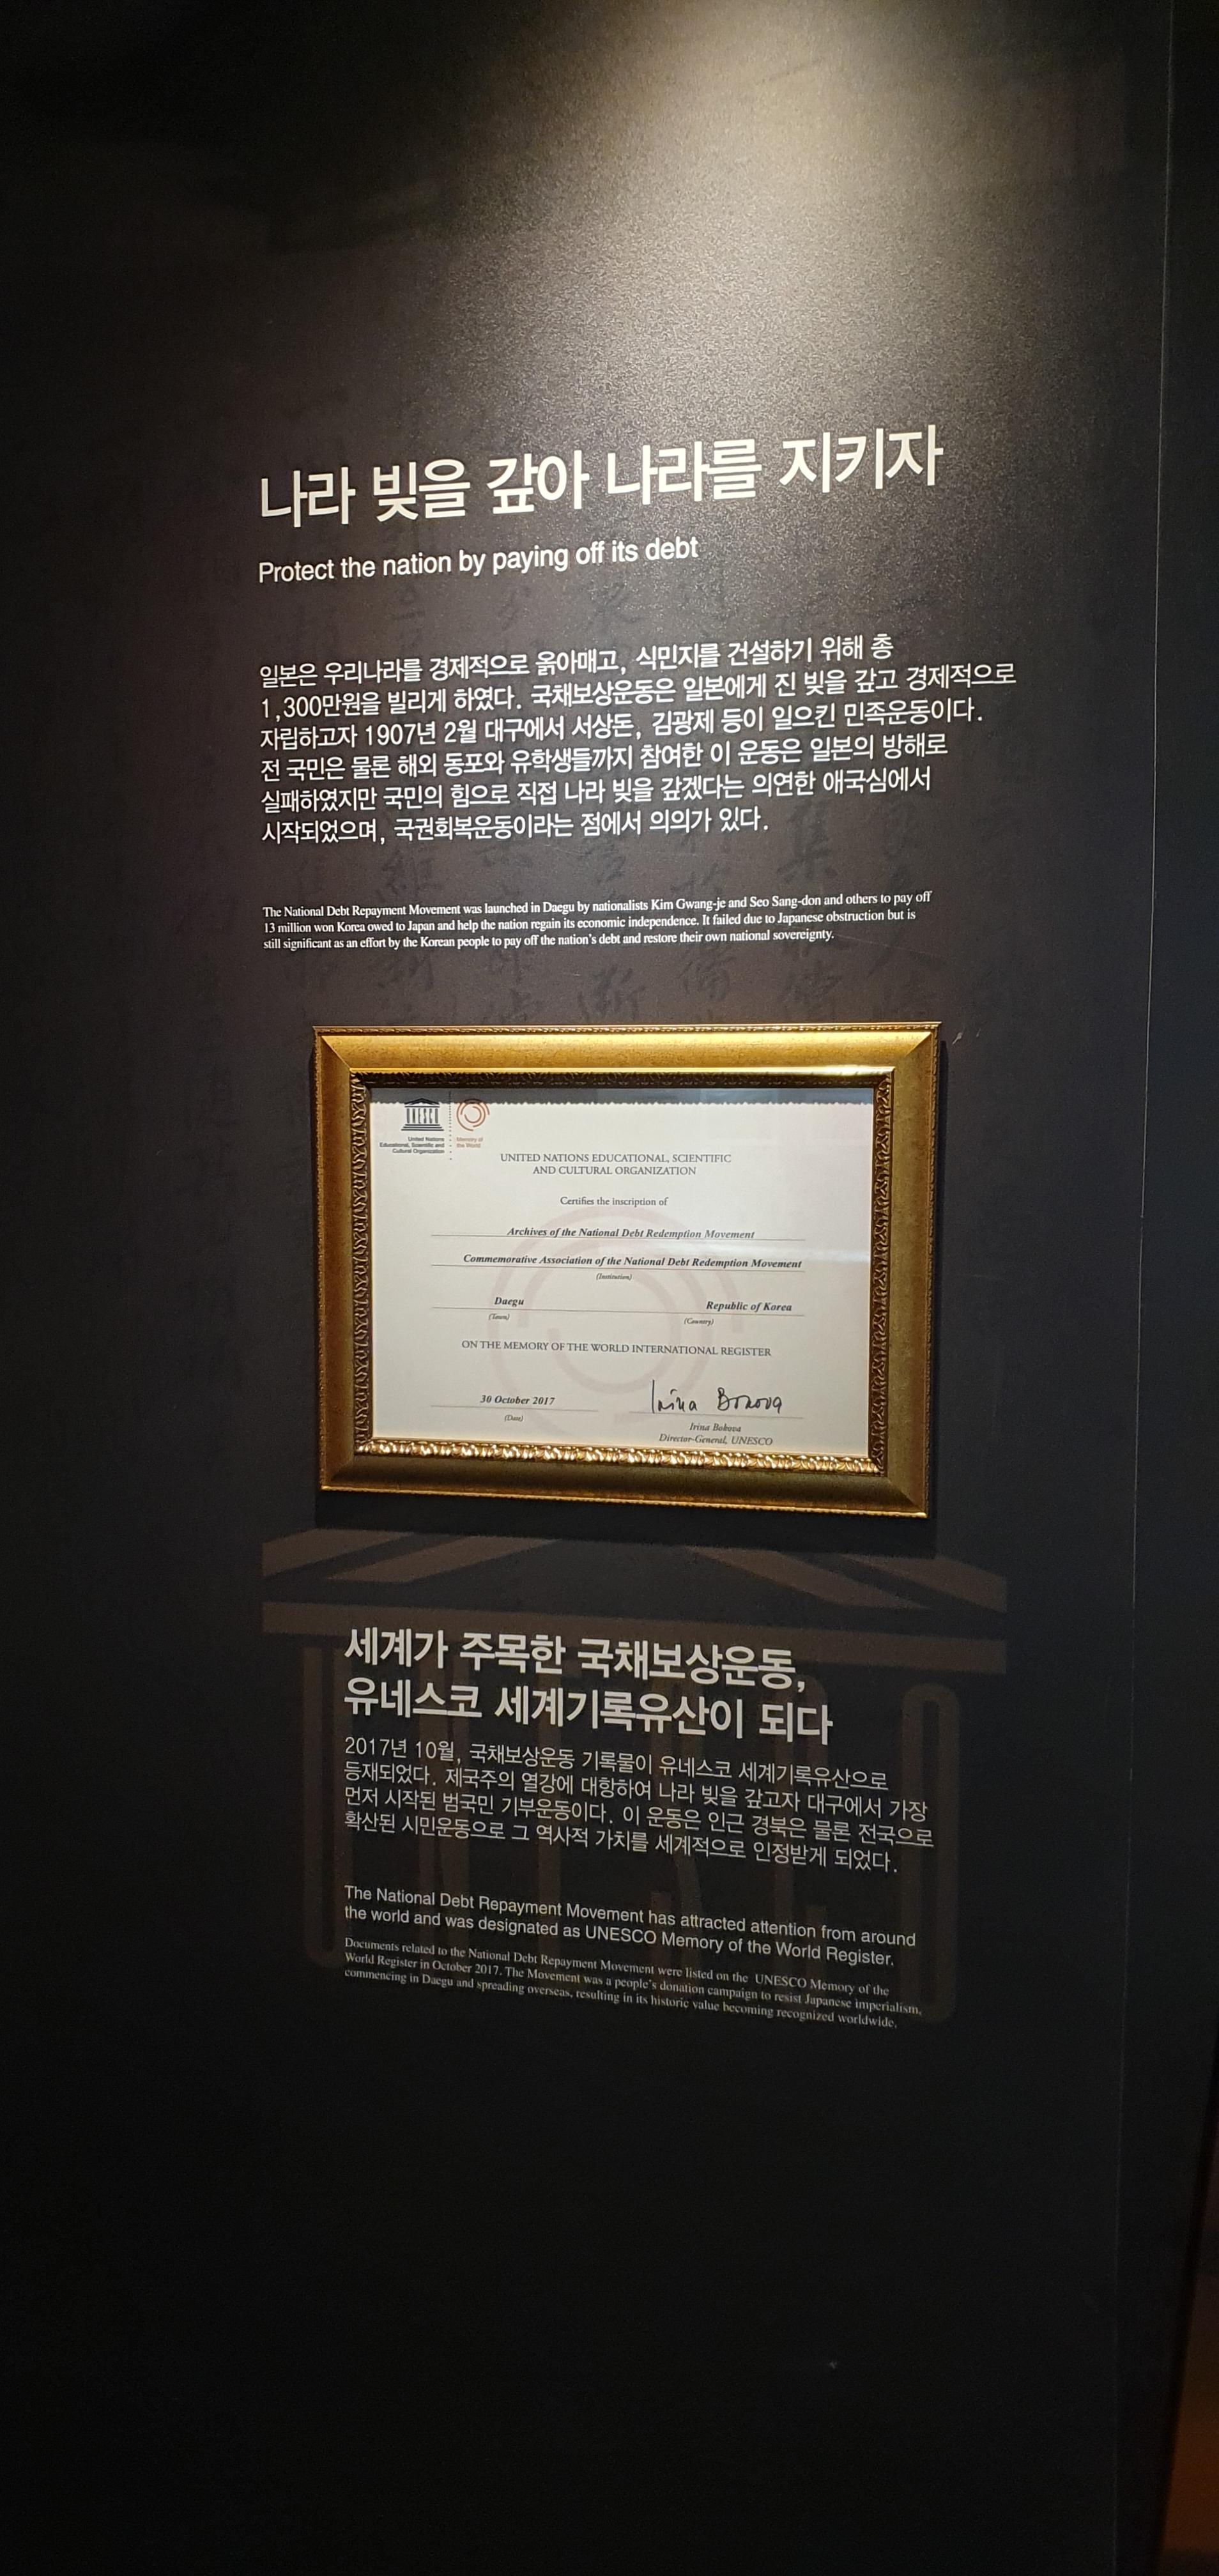 나라 빚을 갚아 나라를 지키자
Protect the nation by paying off its debt
일본은 우리나라를 경제적으로 옭아매고, 식민지를 건설하기 위해 총
1,300만원을 빌리게 하였다. 국채보상운동은 일본에게 진 빚을 갚고 경제적으로
자립하고자 1907년 2월 대구에서 서상돈, 김광제 등이 일으킨 민족운동이다.
전 국민은 물론 해외 동포와 유학생들까지 참여한 이 운동은 일본의 방해로
실패하였지만 국민의 힘으로 직접 나라 빚을 갚겠다는 의연한 애국심에서
시작되었으며, 국권회복운동이라는 점에서 의의가 있다.
The National Debt Repayment Movement was launched in Daegu by nationalists Kim Gwang-je and Seo Sang-don and others to pay off
13 million won Korea owed to Japan and help the nation regain its economic independence. It failed due to Japanese obstruction but is
still significant as an effort by the Korean people to pay off the nation's debt and restore their own national sovereignty.
UNESCO
United Nations
Educational, Scientific and
Cultural Organization
Memory of
the World
UNITED NATIONS EDUCATIONAL, SCIENTIFIC
AND CULTURAL ORGANIZATION
Certifies the inscription of
Archives of the National Debt Redemption Movement
Commemorative Association of the National Debt Redemption Movement
(Institution)
Daegu Republic of Korea
(Town) (Country)
ON THE MEMORY OF THE WORLD INTERNATIONAL REGISTER
30 October 2017 Irina Bokova
(Date) Irina Bokova
Director-General, UNESCO
세계가 주목한 국채보상운동,
유네스코 세계기록유산이 되다
2017년 10월, 국채보상운동 기록물이 유네스코 세계기록유산으로
등재되었다. 제국주의 열강에 대항하여 나라 빚을 갚고자 대구에서 가장
먼저 시작된 범국민 기부운동이다. 이 운동은 인근 경북은 물론 전국으로
확산된 시민운동으로 그 역사적 가치를 세계적으로 인정받게 되었다.
The National Debt Repayment Movement has attracted attention from around
the world and was designated as UNESCO Memory of the World Register.
Documents related to the National Debt Repayment Movement were listed on the UNESCO Memory of the
World Register in October 2017. The Movement was a people's donation campaign to resist Japanese imperialism,
commencing in Daegu and spreading overseas, resulting in its historic value becoming recognized worldwide.